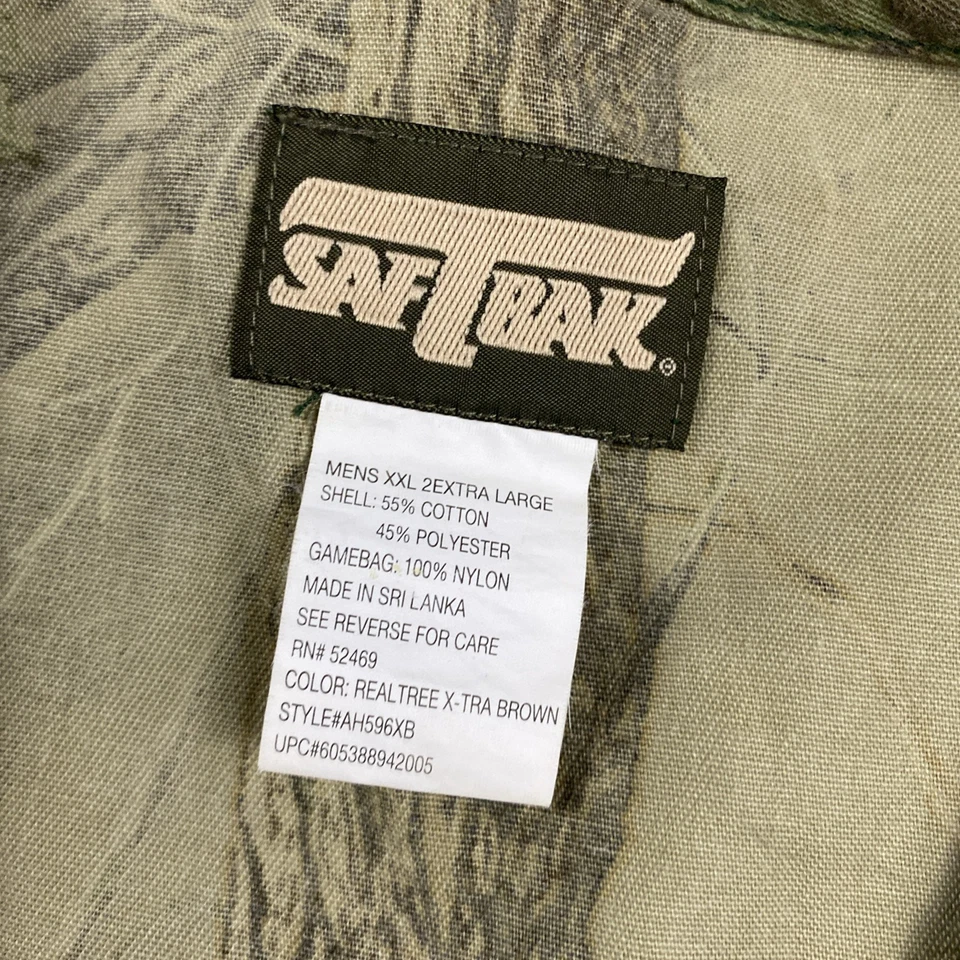 SAFTBAK
®
MENS XXL 2EXTRA LARGE
SHELL: 55% COTTON
45% POLYESTER
GAMEBAG: 100% NYLON
MADE IN SRI LANKA
SEE REVERSE FOR CARE
RN# 52469
COLOR: REALTREE X-TRA BROWN
STYLE#AH596XB
UPC#605388942005